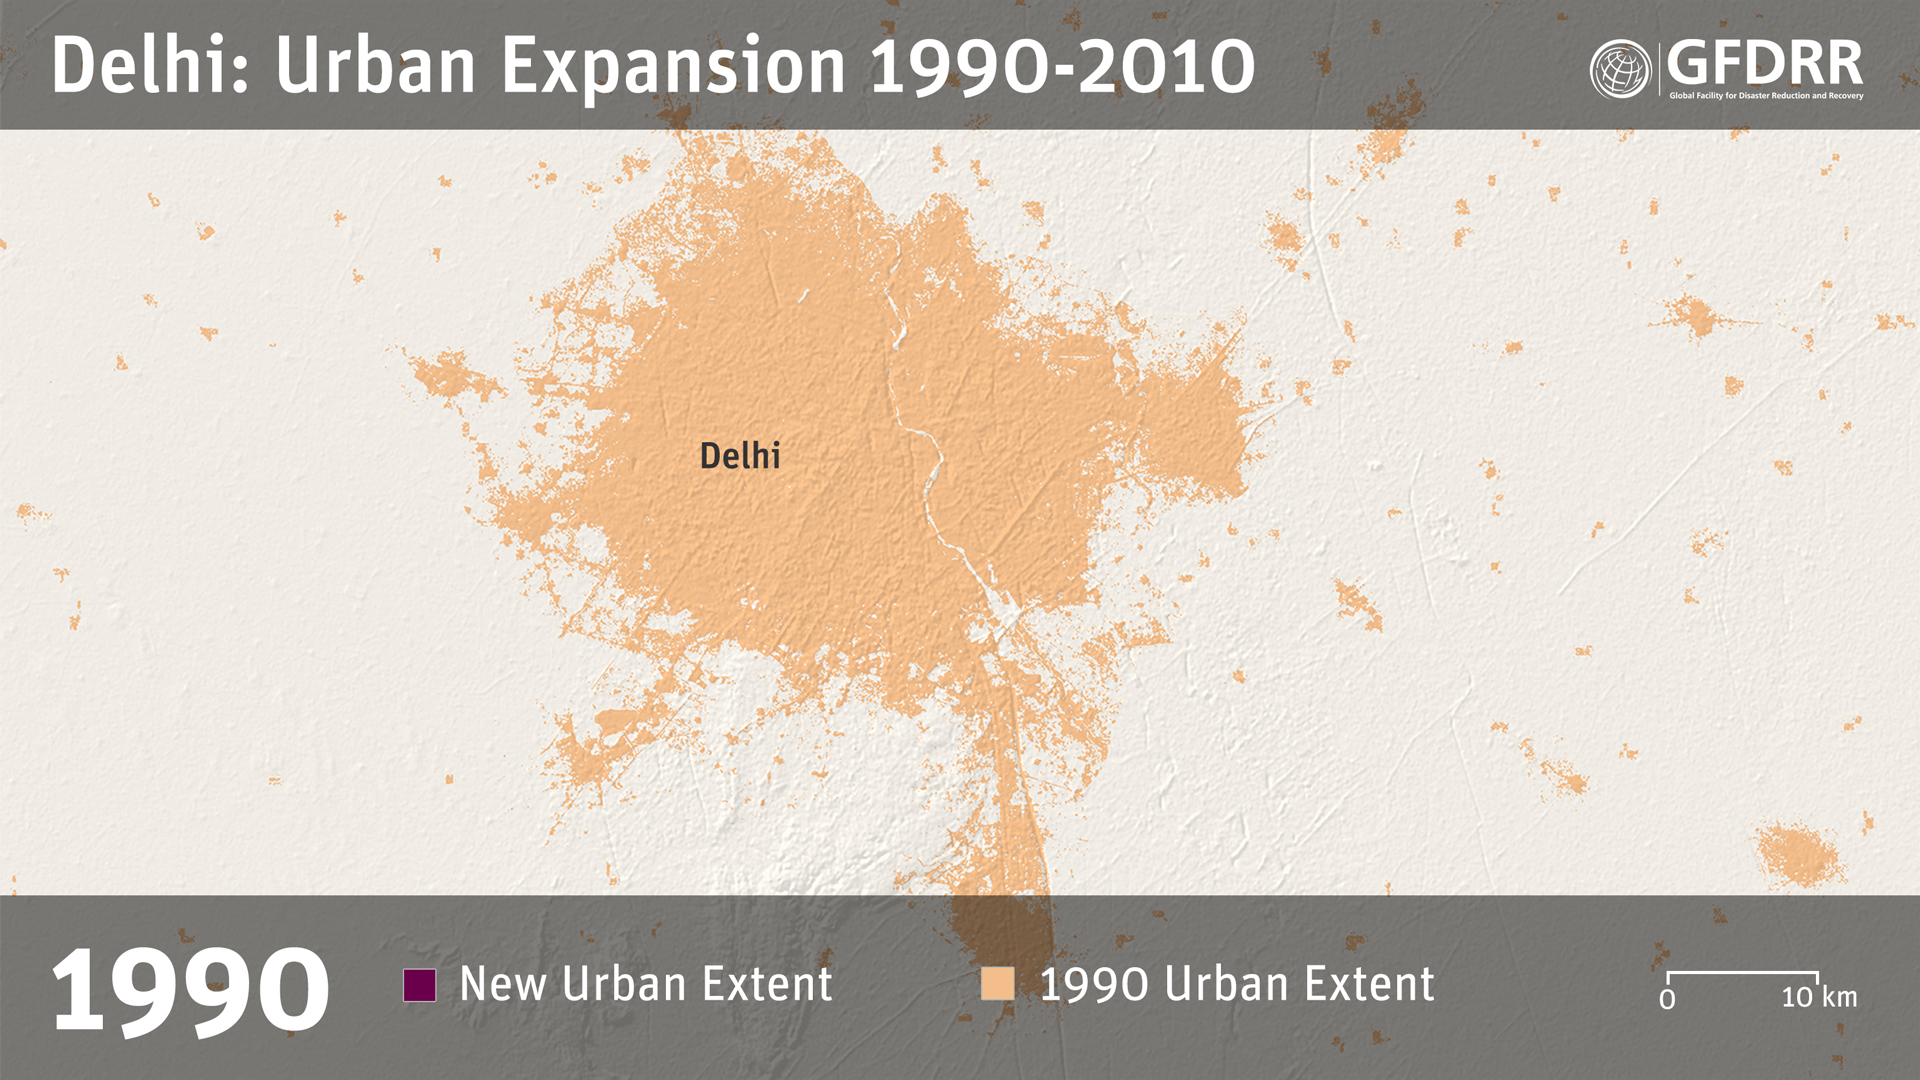 Delhi: Urban Expansion 1990-2010
GFDRR
Global Facility for Disaster Reduction and Recovery
Delhi
1990
New Urban Extent
1990 Urban Extent
0 10 km